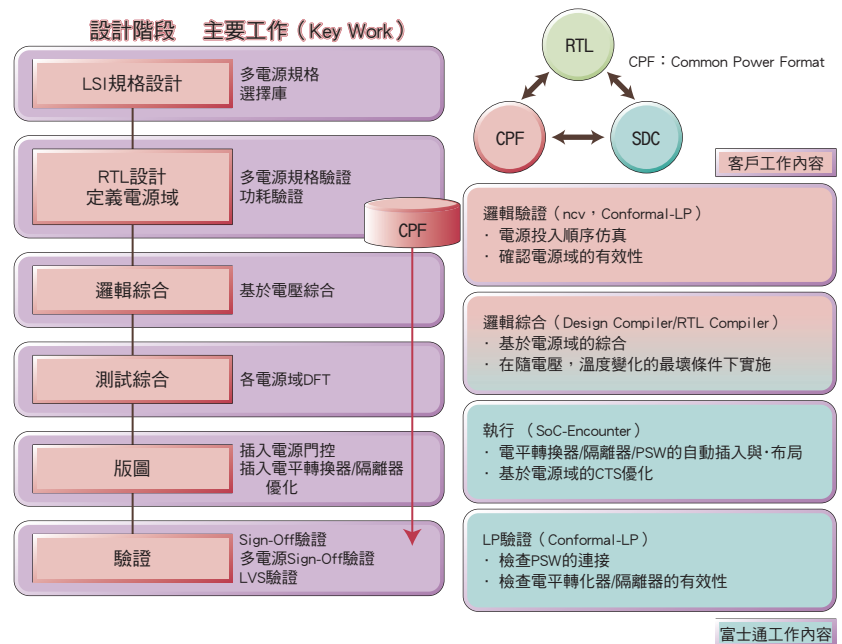 設計階段 主要工作（Key Work）
LSI規格設計
多電源規格
選擇庫
RTL設計
定義電源域
多電源規格驗證
功耗驗證
CPF
邏輯綜合
基於電壓綜合
測試綜合
各電源域DFT
版圖
插入電源門控
插入電平轉換器/隔離器
優化
驗証
Sign-Off驗證
多電源Sign-Off驗證
LVS驗證
RTL
CPF：Common Power Format
CPF
SDC
客戶工作內容
邏輯驗證（ncv，Conformal-LP）
· 電源投入順序仿真
· 確認電源域的有效性
邏輯綜合（Design Compiler/RTL Compiler）
· 基於電源域的綜合
· 在隨電壓，溫度變化的最壞條件下實施
執行 （SoC-Encounter）
· 電平轉換器/隔離器/PSW的自動插入與·布局
· 基於電源域的CTS優化
LP驗證（Conformal-LP）
· 檢查PSW的連接
· 檢查電平轉化器/隔離器的有效性
富士通工作內容